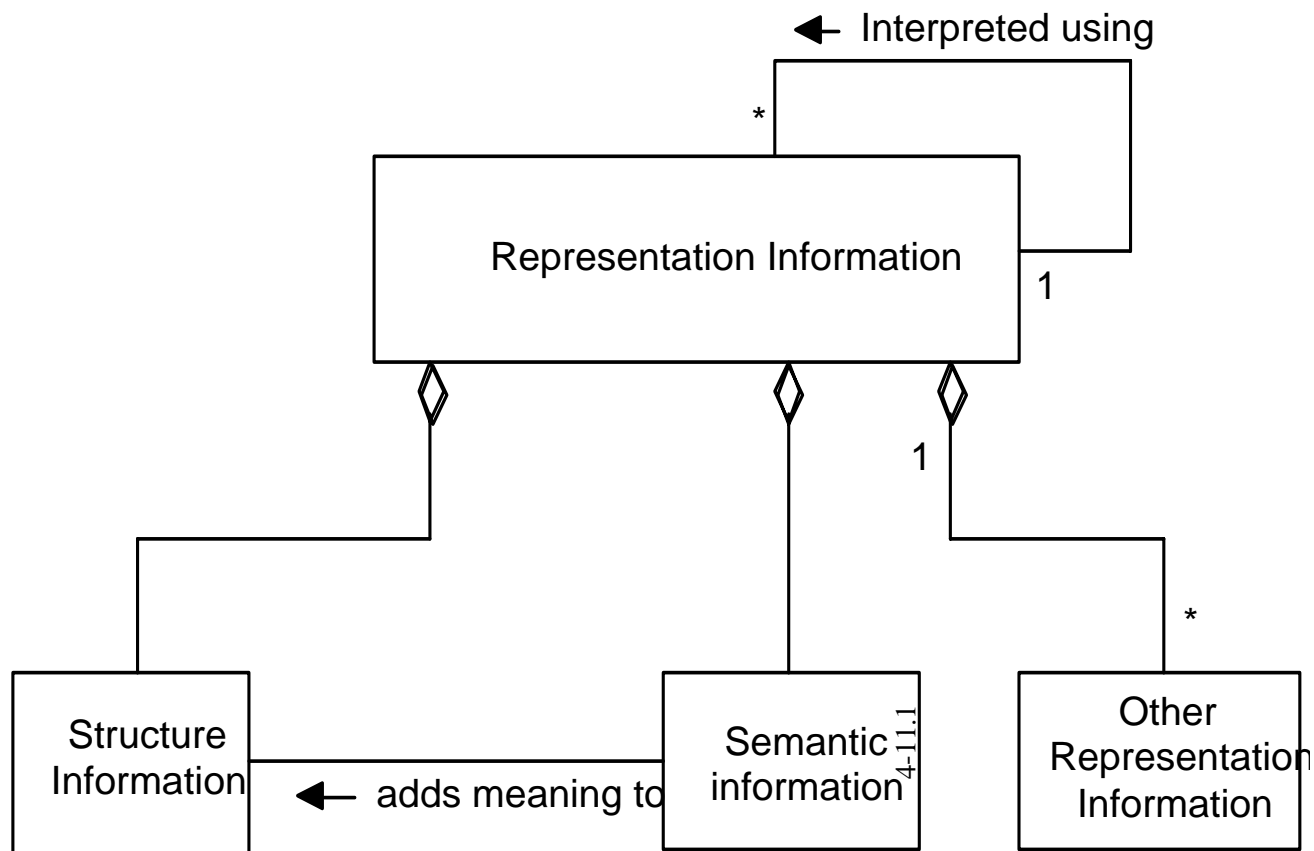 Interpreted using
*
Representation Information
1
1
*
Structure
Information
adds meaning to
Semantic
information
4-11.1
Other
Representation
Information